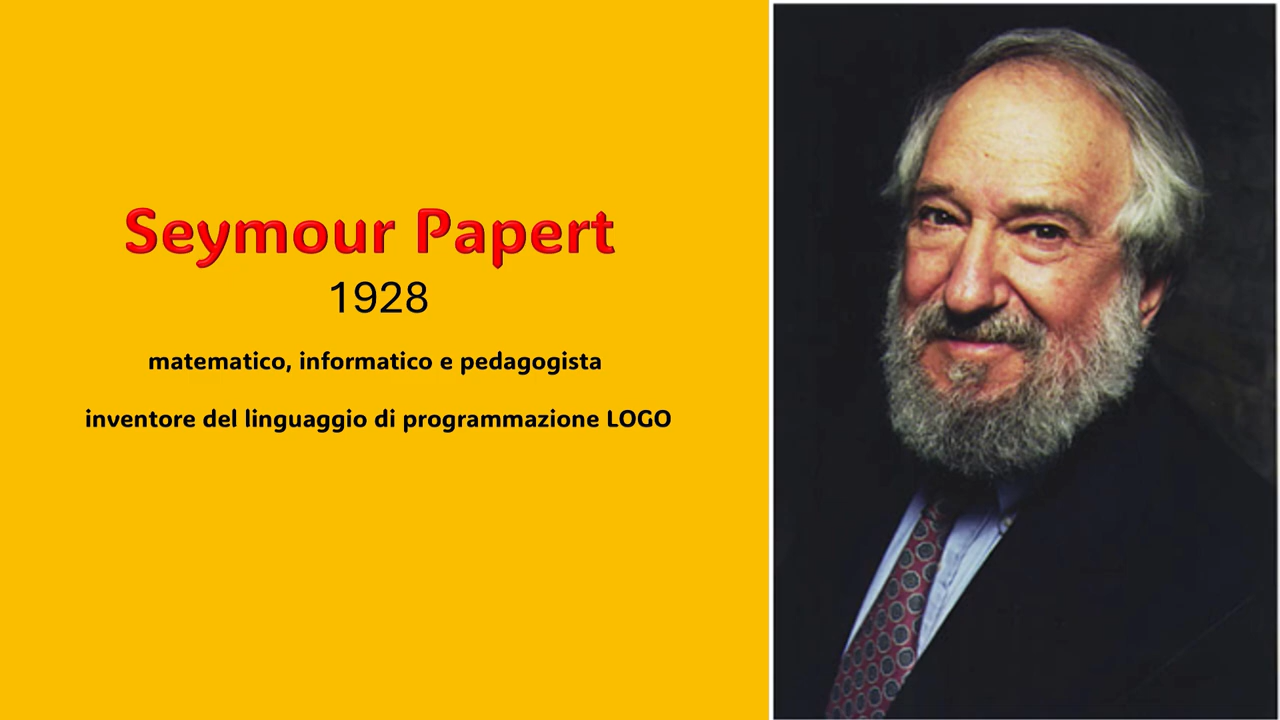 Seymour Papert
1928
matematico, informatico e pedagogista
inventore del linguaggio di programmazione LOGO